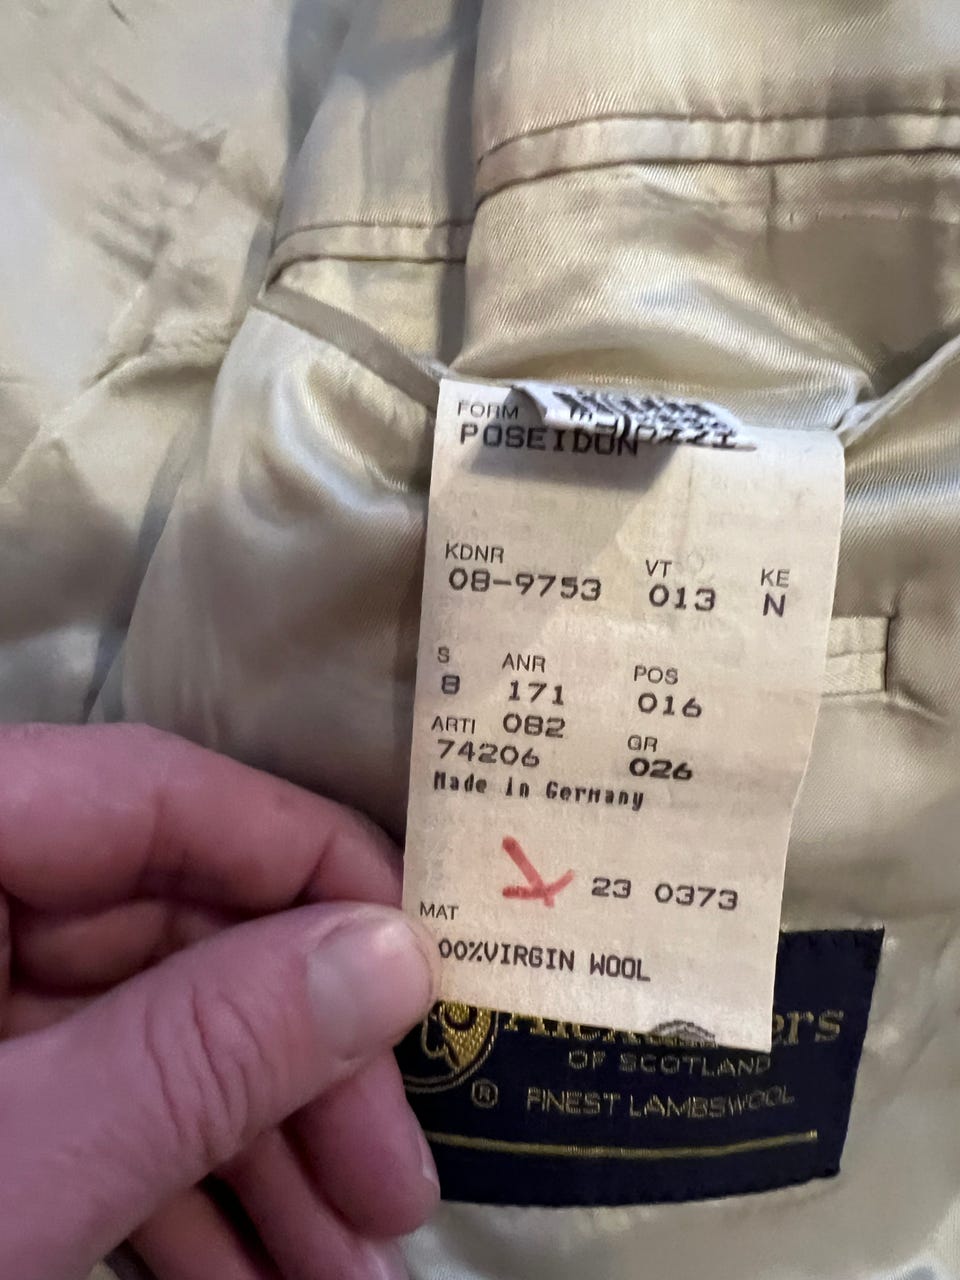 FORM
POSEIDON
KDNR VT KE
08-9753 013 N
S ANR POS
8 171 016
ARTI 082 GR
74206 026
Made in Germany
23 0373
MAT
00%VIRGIN WOOL
OF SCOTLAND
® FINEST LAMBSWOOL